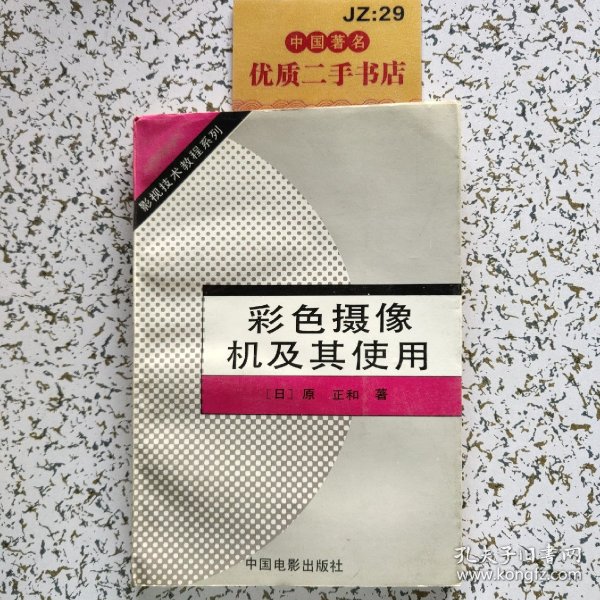 JZ:29
中国著名
优质二手书店
影视技术教程系列
彩色摄像
机及其使用
[日] 原 正和 著
中国电影出版社
孔夫子旧书网
www.kongfz.com